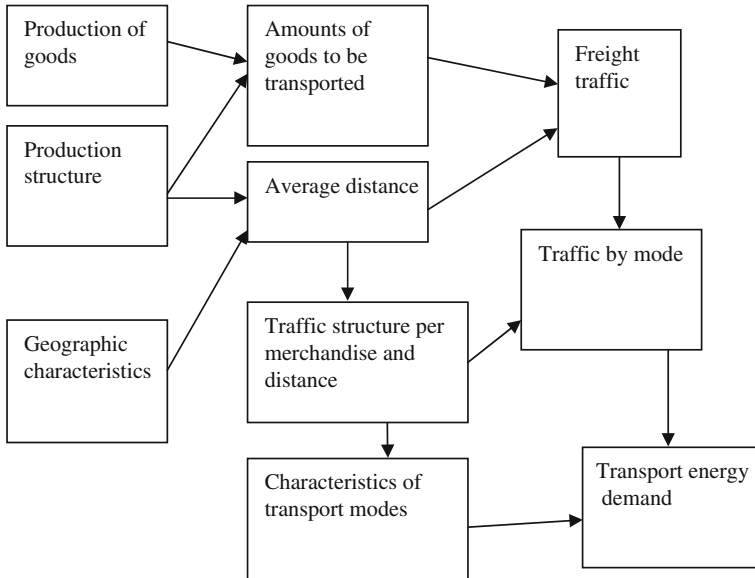 Production of
goods
Amounts of
goods to be
transported
Freight
traffic
Production
structure
Average distance
Traffic by mode
Geographic
characteristics
Traffic structure per
merchandise and
distance
Characteristics of
transport modes
Transport energy
demand